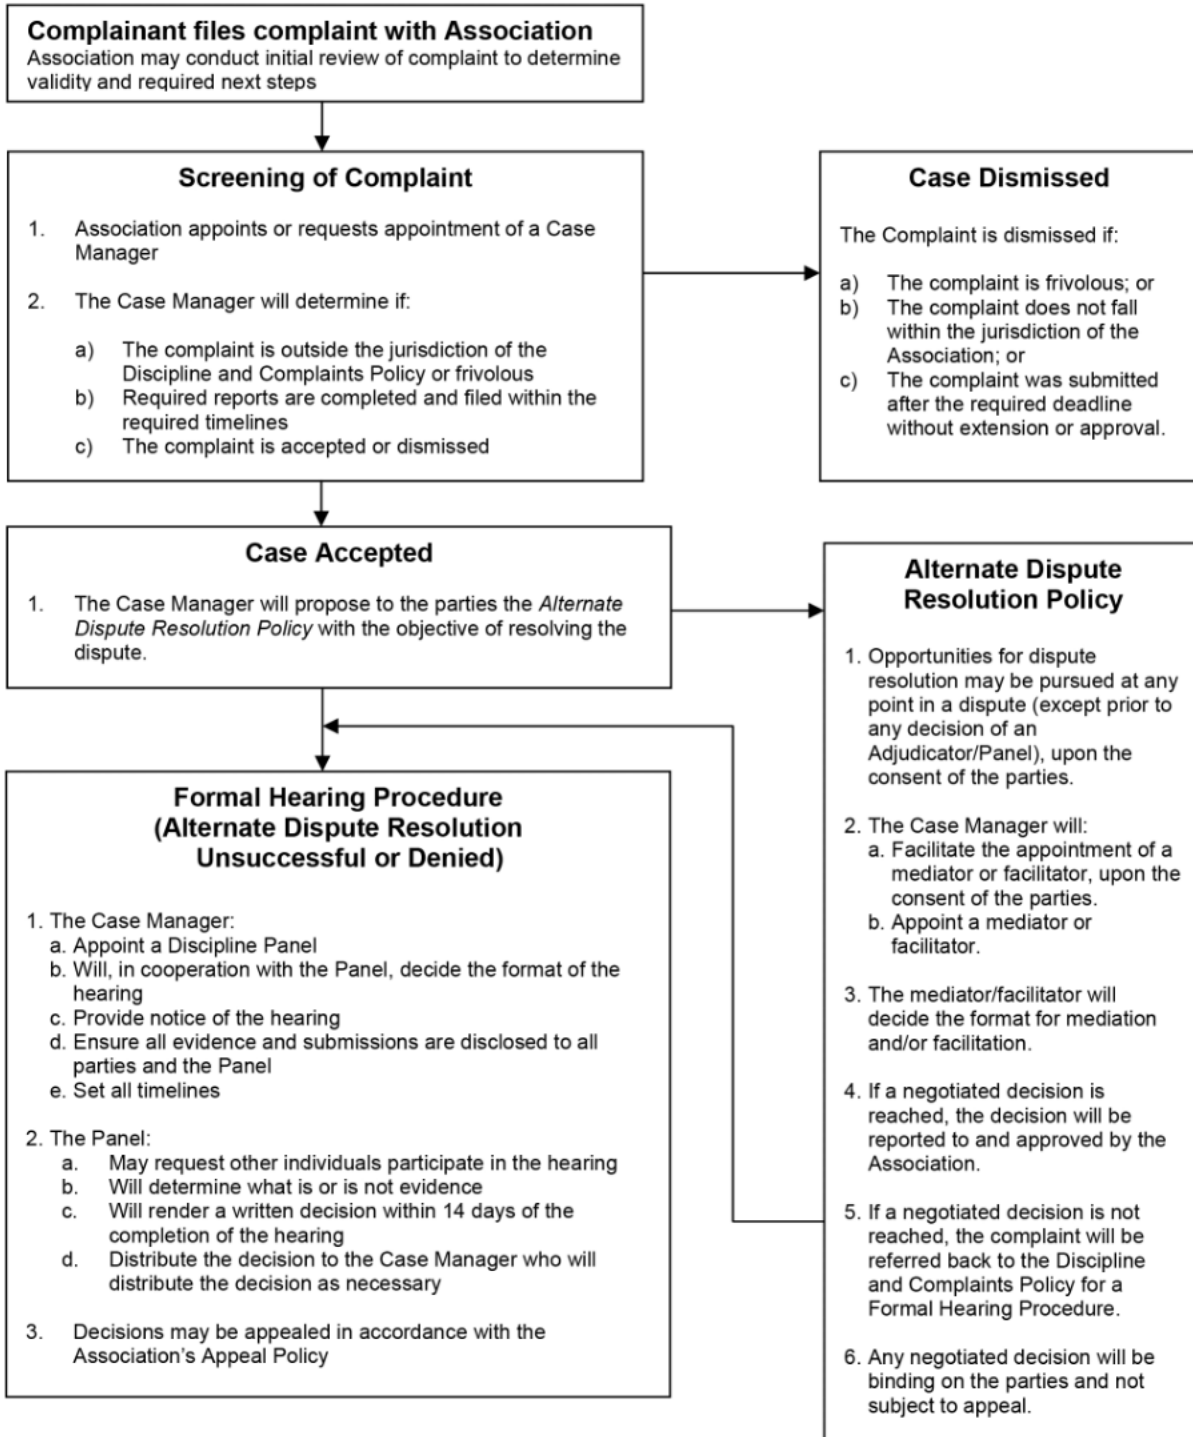 Complainant files complaint with Association
Association may conduct initial review of complaint to determine
validity and required next steps
Screening of Complaint
1. Association appoints or requests appointment of a Case
Manager
2. The Case Manager will determine if:
a) The complaint is outside the jurisdiction of the
Discipline and Complaints Policy or frivolous
b) Required reports are completed and filed within the
required timelines
c) The complaint is accepted or dismissed
Case Dismissed
The Complaint is dismissed if:
a) The complaint is frivolous; or
b) The complaint does not fall
within the jurisdiction of the
Association; or
c) The complaint was submitted
after the required deadline
without extension or approval.
Case Accepted
1. The Case Manager will propose to the parties the Alternate
Dispute Resolution Policy with the objective of resolving the
dispute.
Alternate Dispute
Resolution Policy
1. Opportunities for dispute
resolution may be pursued at any
point in a dispute (except prior to
any decision of an
Adjudicator/Panel), upon the
consent of the parties.
2. The Case Manager will:
a. Facilitate the appointment of a
mediator or facilitator, upon the
consent of the parties.
b. Appoint a mediator or
facilitator.
3. The mediator/facilitator will
decide the format for mediation
and/or facilitation.
4. If a negotiated decision is
reached, the decision will be
reported to and approved by the
Association.
5. If a negotiated decision is not
reached, the complaint will be
referred back to the Discipline
and Complaints Policy for a
Formal Hearing Procedure.
6. Any negotiated decision will be
binding on the parties and not
subject to appeal.
Formal Hearing Procedure
(Alternate Dispute Resolution
Unsuccessful or Denied)
1. The Case Manager:
a. Appoint a Discipline Panel
b. Will, in cooperation with the Panel, decide the format of the
hearing
c. Provide notice of the hearing
d. Ensure all evidence and submissions are disclosed to all
parties and the Panel
e. Set all timelines
2. The Panel:
a. May request other individuals participate in the hearing
b. Will determine what is or is not evidence
c. Will render a written decision within 14 days of the
completion of the hearing
d. Distribute the decision to the Case Manager who will
distribute the decision as necessary
3. Decisions may be appealed in accordance with the
Association's Appeal Policy